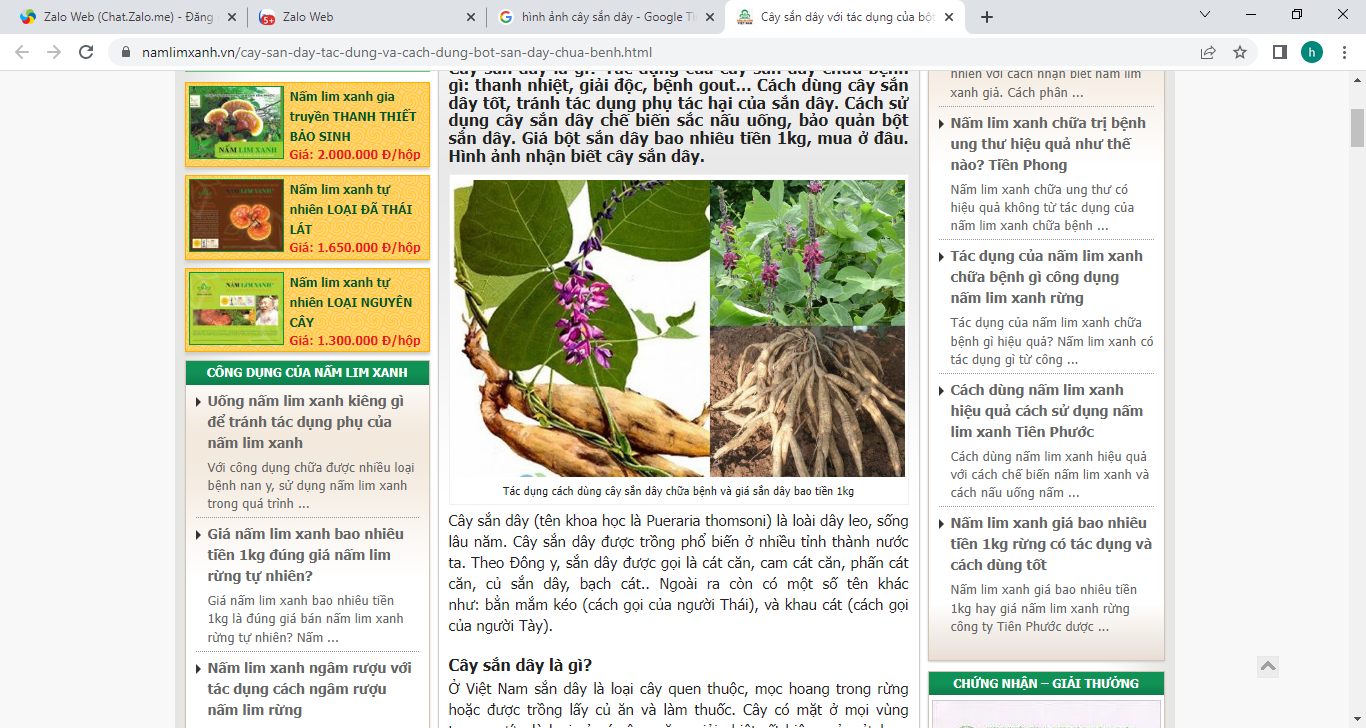 Zalo Web (Chat.Zalo.me) - Đăng
Zalo Web
hình ảnh cây sắn dây - Google Ti
Cây sắn dây với tác dụng của bột
namlimxanh.vn/cay-san-day-tac-dung-va-cach-dung-bot-san-day-chua-benh.html
h
Nấm lim xanh gia
truyền THANH THIẾT
BẢO SINH
Giá: 2.000.000 Đ/hộp
NẤM LIM XANH
Nấm lim xanh tự
nhiên LOẠI ĐÃ THÁI
LÁT
Giá: 1.650.000 Đ/hộp
Nấm lim xanh tự
nhiên LOẠI NGUYÊN
CÂY
Giá: 1.300.000 Đ/hộp
CÔNG DỤNG CỦA NẤM LIM XANH
Uống nấm lim xanh kiêng gì
để tránh tác dụng phụ của
nấm lim xanh
Với công dụng chữa được nhiều loại
bệnh nan y, sử dụng nấm lim xanh
trong quá trình ...
Giá nấm lim xanh bao nhiêu
tiền 1kg đúng giá nấm lim
rừng tự nhiên?
Giá nấm lim xanh bao nhiêu tiền
1kg là đúng giá bán nấm lim xanh
rừng tự nhiên? Nấm ...
Nấm lim xanh ngâm rượu với
tác dụng cách ngâm rượu
nấm lim rừng
Cây sắn dây là gì? Tác dụng của cây sắn dây chữa bệnh
gì: thanh nhiệt, giải độc, bệnh gout... Cách dùng cây sắn
dây tốt, tránh tác dụng phụ tác hại của sắn dây. Cách sử
dụng cây sắn dây chế biến sắc nấu uống, bảo quản bột
sắn dây. Giá bột sắn dây bao nhiêu tiền 1kg, mua ở đâu.
Hình ảnh nhận biết cây sắn dây.
Tác dụng cách dùng cây sắn dây chữa bệnh và giá sắn dây bao tiền 1kg
Cây sắn dây (tên khoa học là Pueraria thomsoni) là loài dây leo, sống
lâu năm. Cây sắn dây được trồng phổ biến ở nhiều tỉnh thành nước
ta. Theo Đông y, sắn dây được gọi là cát căn, cam cát căn, phấn cát
căn, củ sắn dây, bạch cát.. Ngoài ra còn có một số tên khác
như: bằn mắm kéo (cách gọi của người Thái), và khau cát (cách gọi
của người Tày).
Cây sắn dây là gì?
Ở Việt Nam sắn dây là loại cây quen thuộc, mọc hoang trong rừng
hoặc được trồng lấy củ ăn và làm thuốc. Cây có mặt ở mọi vùng
nhiên với cách nhận biết nấm lim
xanh giả. Cách phân ...
Nấm lim xanh chữa trị bệnh
ung thư hiệu quả như thế
nào? Tiền Phong
Nấm lim xanh chữa ung thư có
hiệu quả không từ tác dụng của
nấm lim xanh chữa bệnh ...
Tác dụng của nấm lim xanh
chữa bệnh gì công dụng
nấm lim xanh rừng
Tác dụng của nấm lim xanh chữa
bệnh gì hiệu quả? Nấm lim xanh có
tác dụng gì từ công ...
Cách dùng nấm lim xanh
hiệu quả cách sử dụng nấm
lim xanh Tiên Phước
Cách dùng nấm lim xanh hiệu quả
với cách chế biến nấm lim xanh và
cách nấu uống nấm ...
Nấm lim xanh giá bao nhiêu
tiền 1kg rừng có tác dụng và
cách dùng tốt
Nấm lim xanh giá bao nhiêu tiền
1kg hay giá nấm lim xanh rừng
công ty Tiên Phước dược ...
CHỨNG NHẬN – GIẢI THƯỞNG